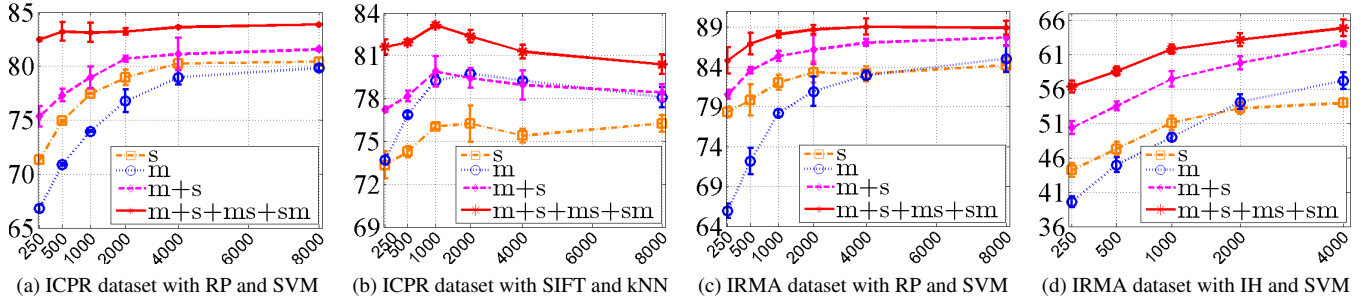 85
80
75
70
65
250
500
1000
2000
4000
6000
8000
s
m
m+s
m+s+ms+sm
(a) ICPR dataset with RP and SVM
84
81
78
75
72
69
250
500
1000
2000
4000
6000
8000
s
m
m+s
m+s+ms+sm
(b) ICPR dataset with SIFT and kNN
89
84
79
74
69
64
250
500
1000
2000
4000
6000
8000
s
m
m+s
m+s+ms+sm
(c) IRMA dataset with RP and SVM
66
61
56
51
46
41
36
250
500
1000
2000
4000
s
m
m+s
m+s+ms+sm
(d) IRMA dataset with IH and SVM